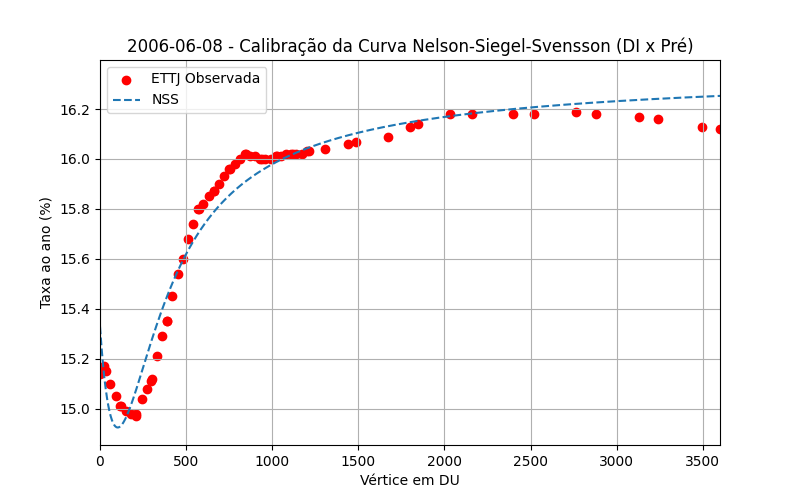 2006-06-08 - Calibração da Curva Nelson-Siegel-Svensson (DI x Pré)
ETTJ Observada
NSS
Taxa ao ano (%)
16.2
16.0
15.8
15.6
15.4
15.2
15.0
0 500 1000 1500 2000 2500 3000 3500
Vértice em DU